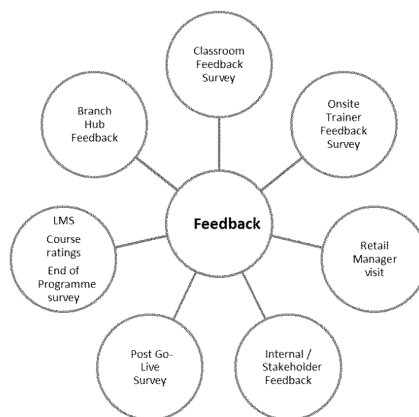 Classroom
Feedback
Survey
Branch
Hub
Feedback
Onsite
Trainer
Feedback
Survey
Feedback
LMS
Course
ratings
End of
Programme
survey
Retail
Manager
visit
Post Go-
Live
Survey
Internal /
Stakeholder
Feedback